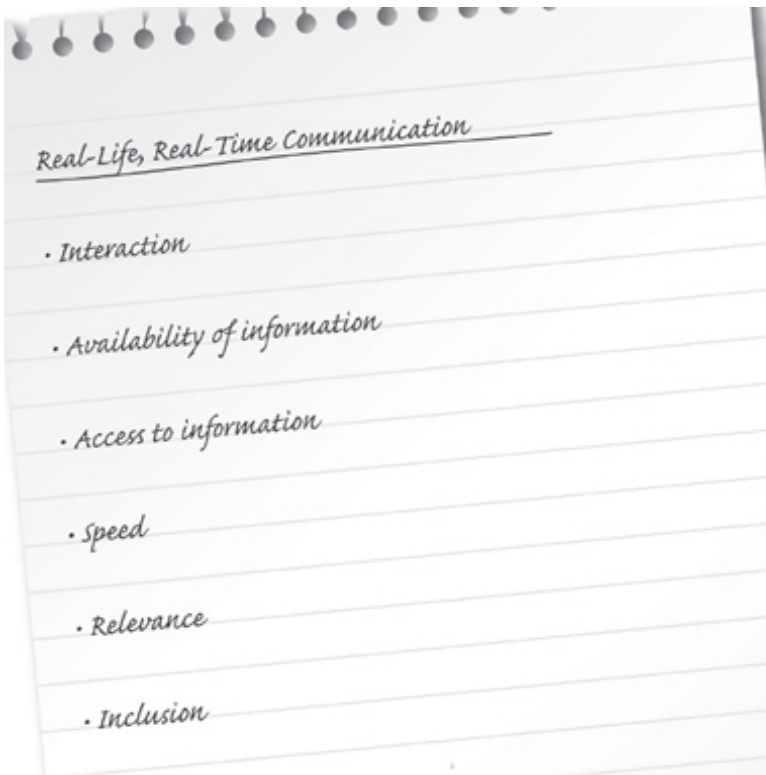 Real-Life, Real-Time Communication
· Interaction
· Availability of information
· Access to information
· Speed
· Relevance
· Inclusion